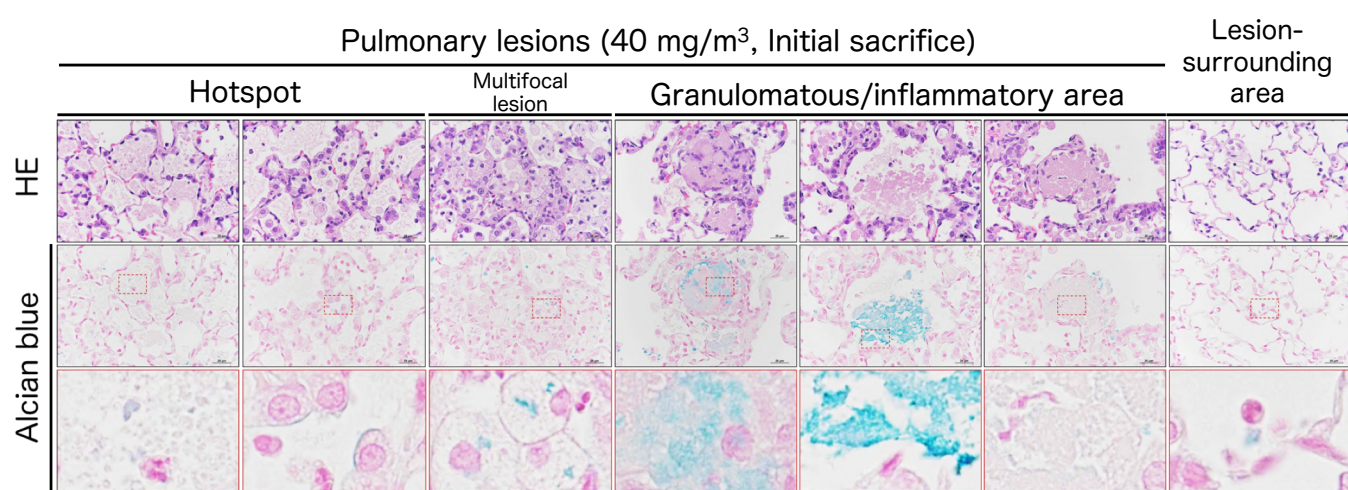 Pulmonary lesions (40 mg/m³, Initial sacrifice)
Lesion-
surrounding
area
Hotspot
Multifocal
lesion
Granulomatous/inflammatory area
HE
Alcian blue